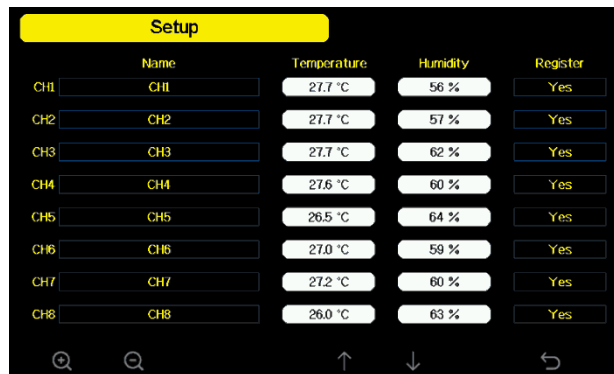 Setup
Name Temperature Humidity Register
CH1 CH1 27.7 °C 56 % Yes
CH2 CH2 27.7 °C 57 % Yes
CH3 CH3 27.7 °C 62 % Yes
CH4 CH4 27.6 °C 60 % Yes
CH5 CH5 26.5 °C 64 % Yes
CH6 CH6 27.0 °C 59 % Yes
CH7 CH7 27.2 °C 60 % Yes
CH8 CH8 26.0 °C 63 % Yes